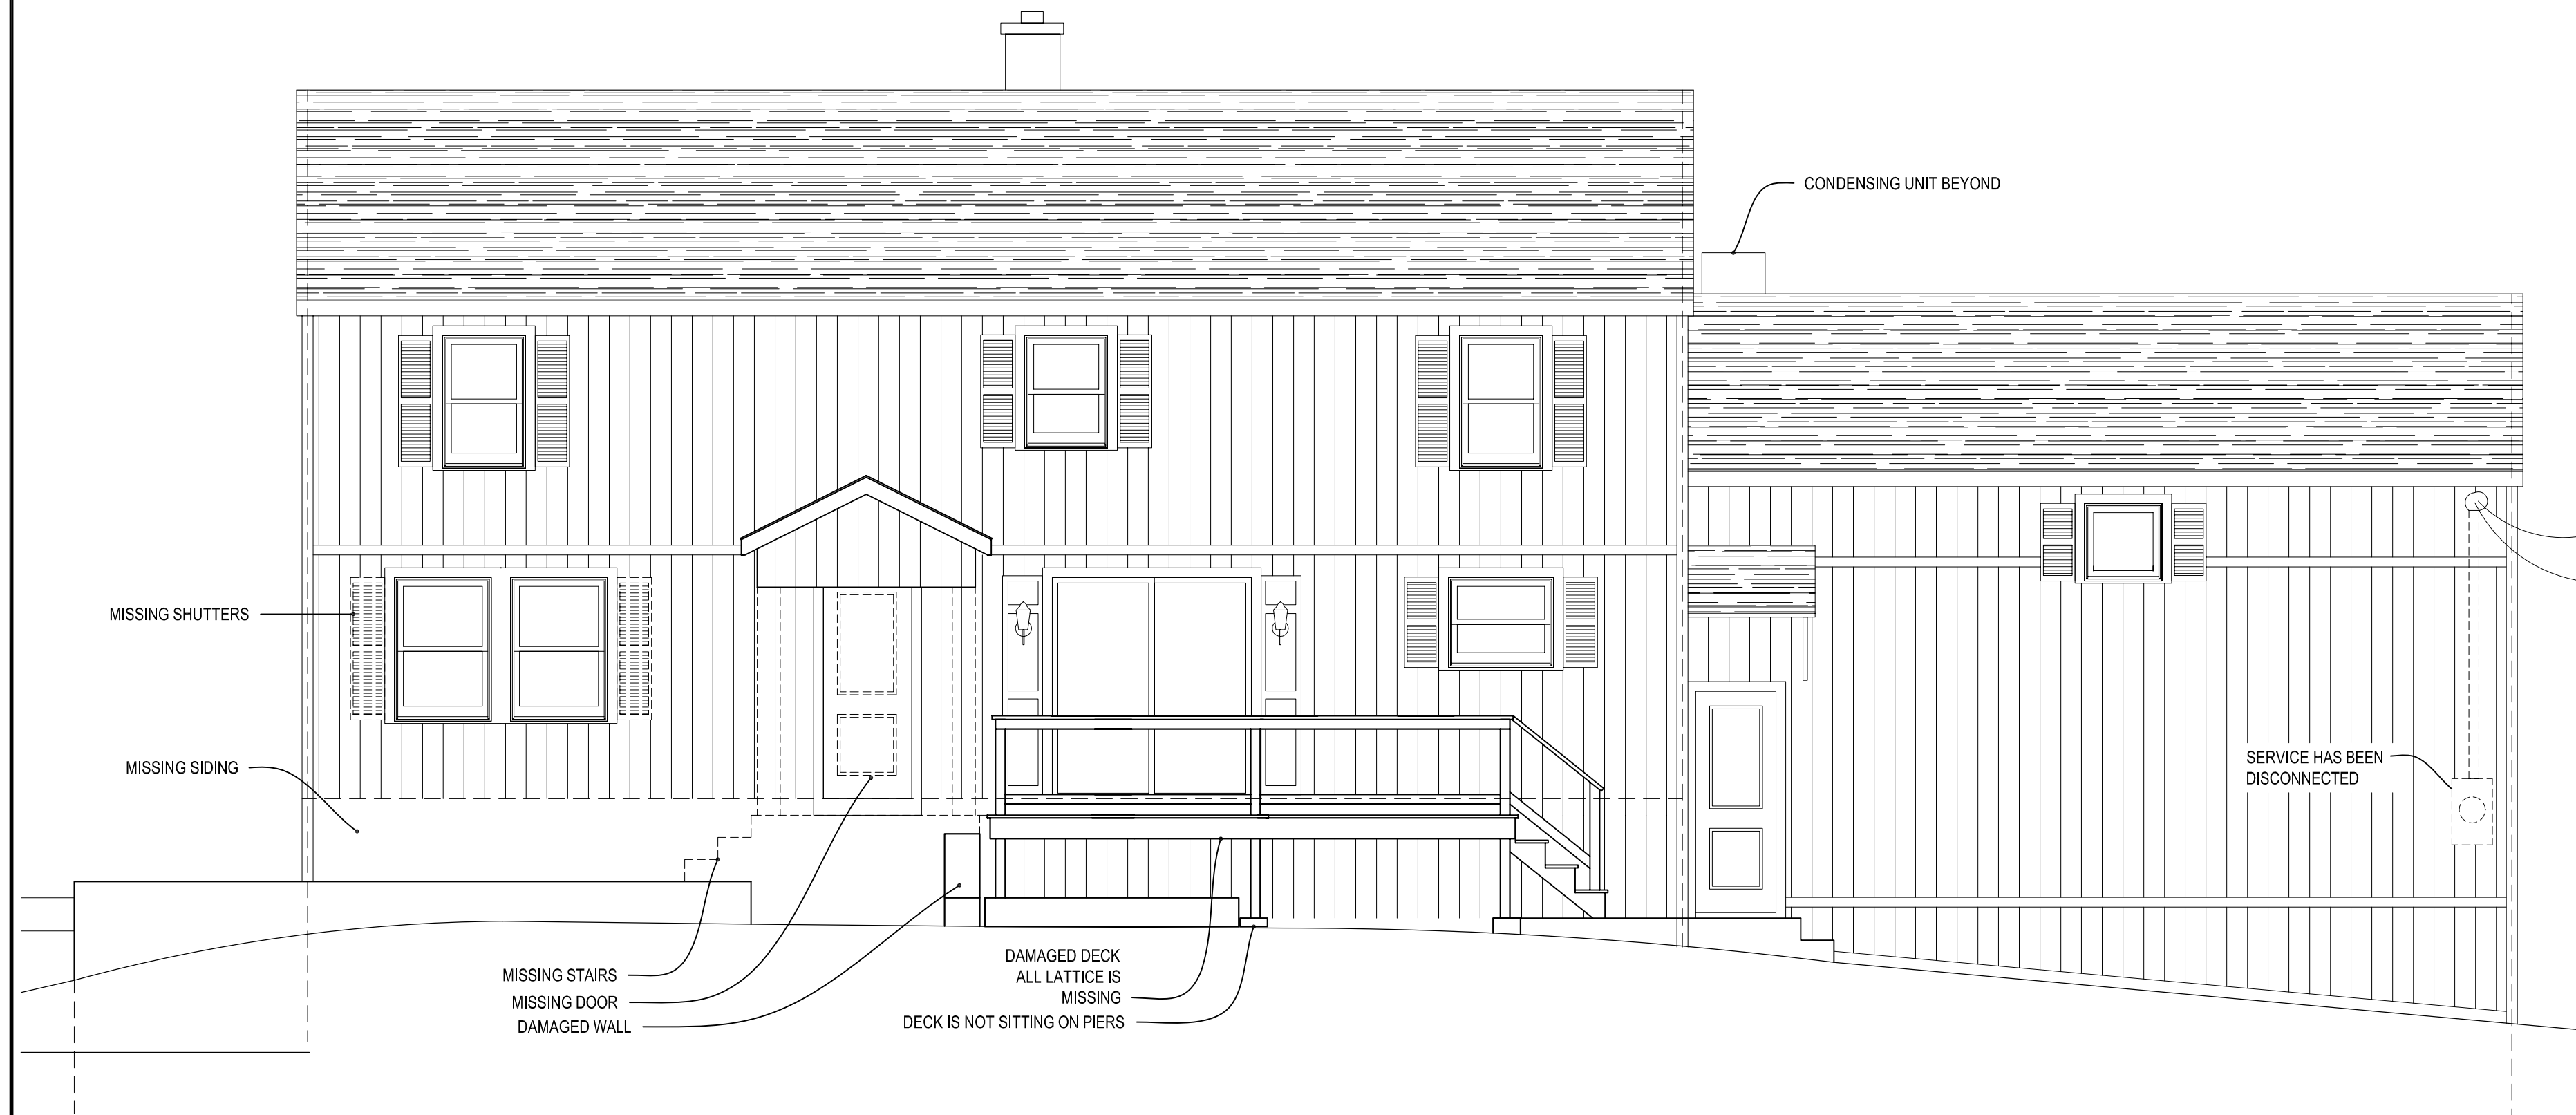 CONDENSING UNIT BEYOND
MISSING SHUTTERS
MISSING SIDING
SERVICE HAS BEEN
DISCONNECTED
DAMAGED DECK
ALL LATTICE IS
MISSING
MISSING STAIRS
MISSING DOOR
DECK IS NOT SITTING ON PIERS
DAMAGED WALL